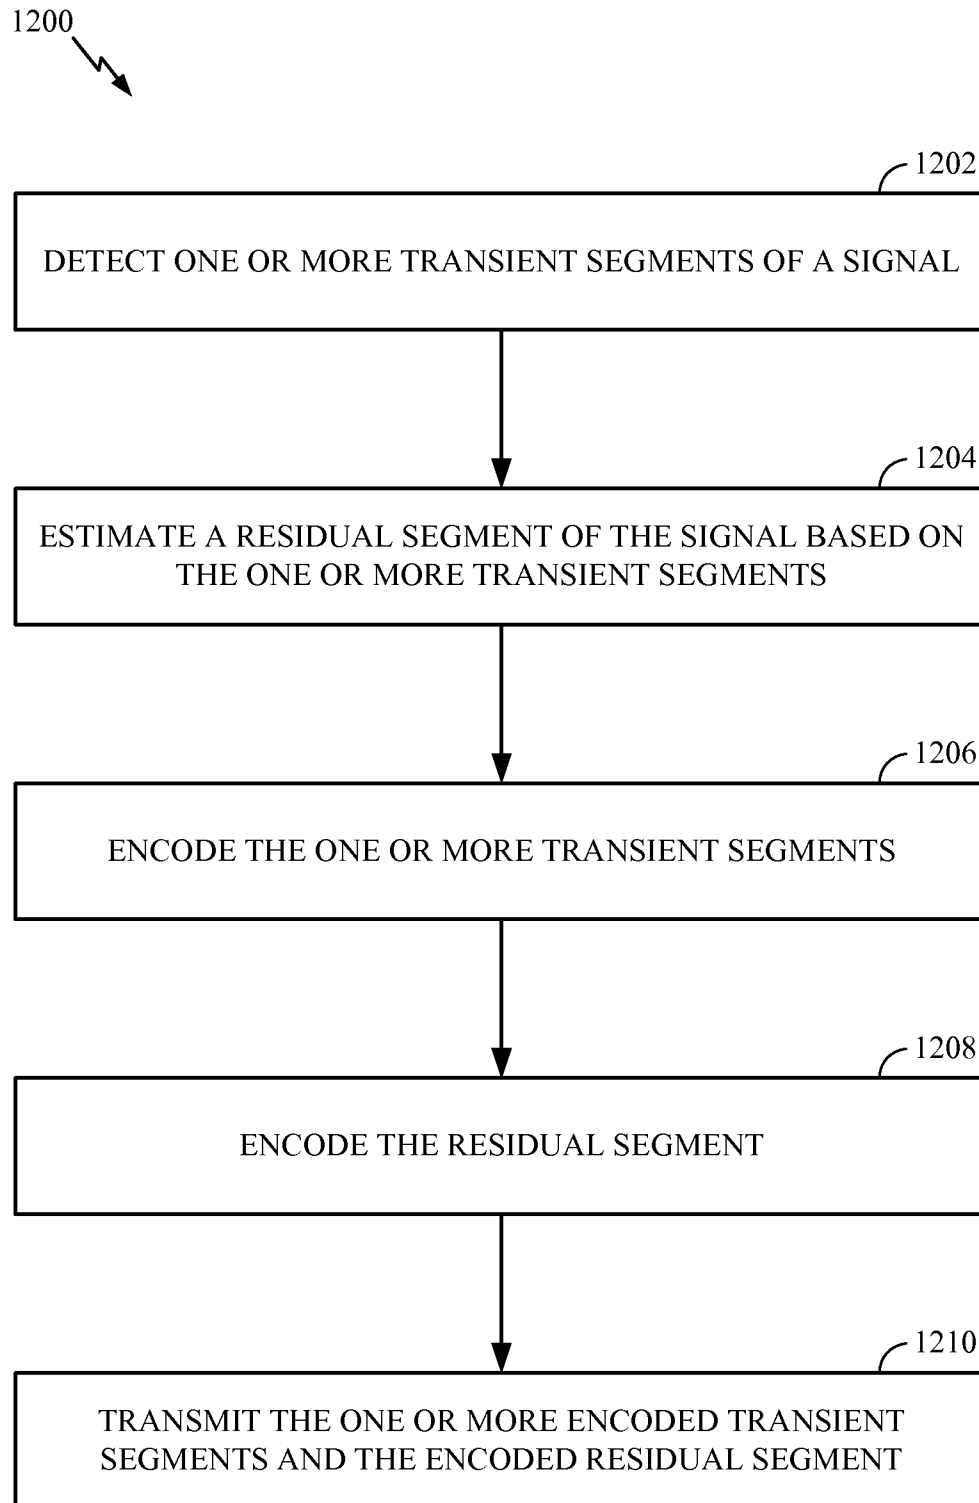 1200
1202
DETECT ONE OR MORE TRANSIENT SEGMENTS OF A SIGNAL
1204
ESTIMATE A RESIDUAL SEGMENT OF THE SIGNAL BASED ON
THE ONE OR MORE TRANSIENT SEGMENTS
1206
ENCODE THE ONE OR MORE TRANSIENT SEGMENTS
1208
ENCODE THE RESIDUAL SEGMENT
1210
TRANSMIT THE ONE OR MORE ENCODED TRANSIENT
SEGMENTS AND THE ENCODED RESIDUAL SEGMENT